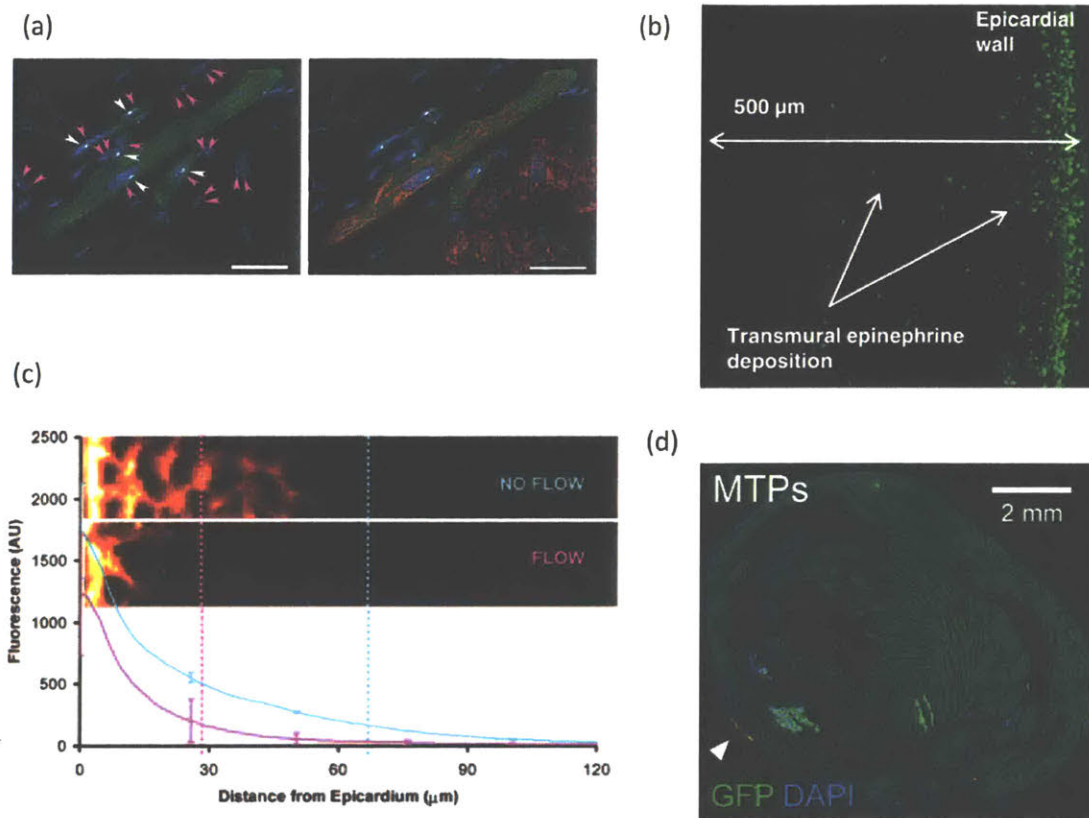 (a)
(b)
Epicardial
wall
500 µm
Transmural epinephrine
deposition
(c)
2500
2000
1500
1000
500
0
Fluorescence (AU)
NO FLOW
FLOW
0 30 60 90 120
Distance from Epicardium (µm)
(d)
MTPs
2 mm
GFP DAPI